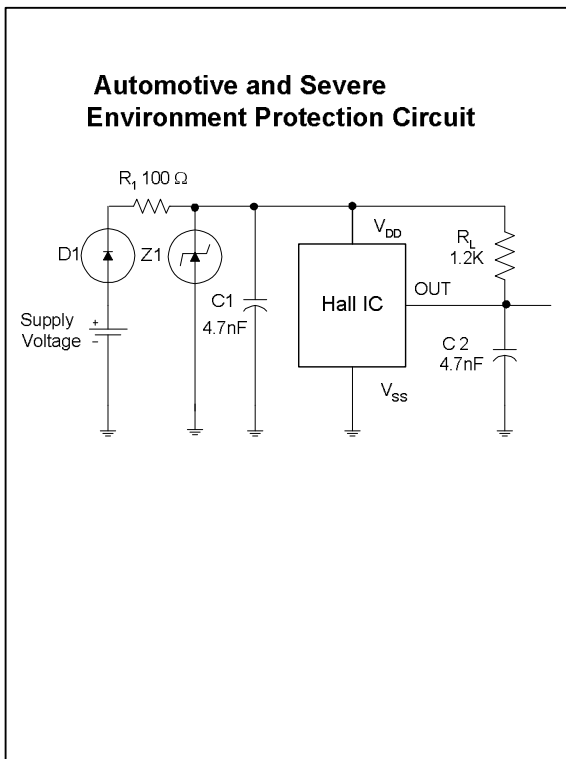 Automotive and Severe
Environment Protection Circuit
R1 100 Ω
D1
Z1
VDD
RL
1.2K
C1
4.7nF
Hall IC
OUT
Supply
Voltage
+
−
C 2
4.7nF
VSS